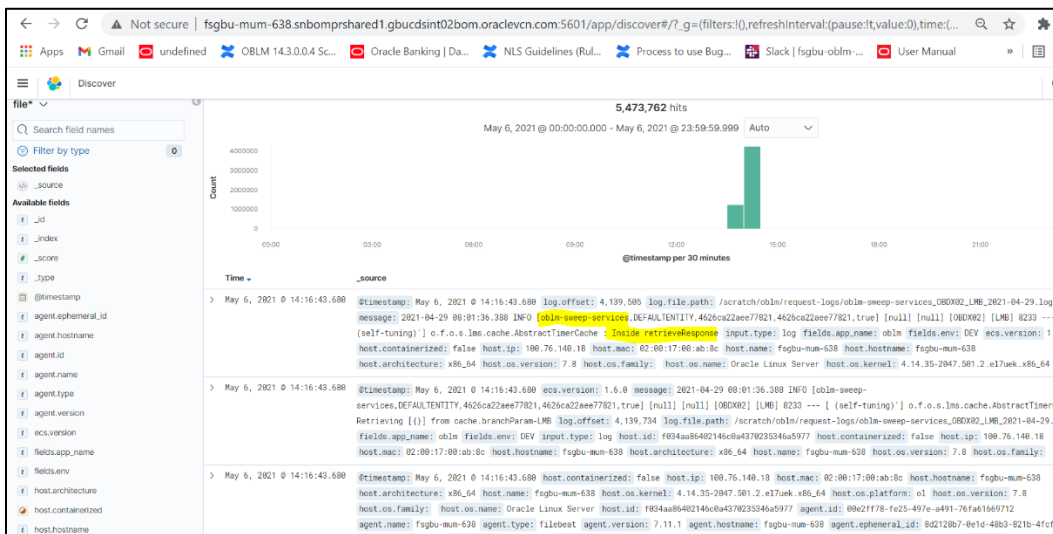 Not secure | fsgbu-mum-638.snbomprshared1.gbucdsint02bom.oraclevcn.com:5601/app/discover#/?_g=(filters:!(),refreshInterval:(pause:!t,value:0),time:(...
Apps Gmail undefined OBLM 14.3.0.0.4 Sc... Oracle Banking | Da... NLS Guidelines (Rul... Process to use Bug... Slack | fsgbu-oblm-... User Manual »
Discover
file*
5,473,762 hits
Search field names
May 6, 2021 @ 00:00:00.000 - May 6, 2021 @ 23:59:59.999 Auto
Filter by type 0
Selected fields
_source
Available fields
_id
_index
_score
_type
@timestamp
agent.ephemeral_id
agent.hostname
agent.id
agent.name
agent.type
agent.version
ecs.version
fields.app_name
fields.env
host.architecture
host.containerized
host.hostname
Count
4000000
3000000
2000000
1000000
0
00:00 03:00 06:00 09:00 12:00 15:00 18:00 21:00
@timestamp per 30 minutes
Time _source
May 6, 2021 @ 14:16:43.680 @timestamp: May 6, 2021 @ 14:16:43.680 log.offset: 4,139,505 log.file.path: /scratch/oblm/request-logs/oblm-sweep-services_OBDX02_LMB_2021-04-29.log
message: 2021-04-29 08:01:36.388 INFO [oblm-sweep-services,DEFAULTENTITY,4626ca22aee77821,4626ca22aee77821,true] [null] [null] [OBDX02] [LMB] 8233 ---
(self-tuning)'] o.f.o.s.lms.cache.AbstractTimerCache : Inside retrieveResponse input.type: log fields.app_name: oblm fields.env: DEV ecs.version: 1.
host.containerized: false host.ip: 100.76.140.18 host.mac: 02:00:17:00:ab:8c host.name: fsgbu-mum-638 host.hostname: fsgbu-mum-638
host.architecture: x86_64 host.os.version: 7.8 host.os.family: host.os.name: Oracle Linux Server host.os.kernel: 4.14.35-2047.501.2.el7uek.x86_64
May 6, 2021 @ 14:16:43.680 @timestamp: May 6, 2021 @ 14:16:43.680 ecs.version: 1.6.0 message: 2021-04-29 08:01:36.388 INFO [oblm-sweep-
services,DEFAULTENTITY,4626ca22aee77821,4626ca22aee77821,true] [null] [null] [OBDX02] [LMB] 8233 --- [ (self-tuning)'] o.f.o.s.lms.cache.AbstractTimer
Retrieving [{}] from cache.branchParam-LMB log.offset: 4,139,734 log.file.path: /scratch/oblm/request-logs/oblm-sweep-services_OBDX02_LMB_2021-04-29.
fields.app_name: oblm fields.env: DEV input.type: log host.id: f034aa86402146c0a4370235346a5977 host.containerized: false host.ip: 100.76.140.18
host.mac: 02:00:17:00:ab:8c host.hostname: fsgbu-mum-638 host.architecture: x86_64 host.name: fsgbu-mum-638 host.os.version: 7.8 host.os.family:
May 6, 2021 @ 14:16:43.680 @timestamp: May 6, 2021 @ 14:16:43.680 host.containerized: false host.ip: 100.76.140.18 host.mac: 02:00:17:00:ab:8c host.hostname: fsgbu-mum-638
host.architecture: x86_64 host.name: fsgbu-mum-638 host.os.kernel: 4.14.35-2047.501.2.el7uek.x86_64 host.os.platform: ol host.os.version: 7.8
host.os.family: host.os.name: Oracle Linux Server host.id: f034aa86402146c0a4370235346a5977 agent.id: 00e2ff78-fe25-497e-a491-76fa61669712
agent.name: fsgbu-mum-638 agent.type: filebeat agent.version: 7.11.1 agent.hostname: fsgbu-mum-638 agent.ephemeral_id: 8d2128b7-0e1d-48b3-821b-4fcf